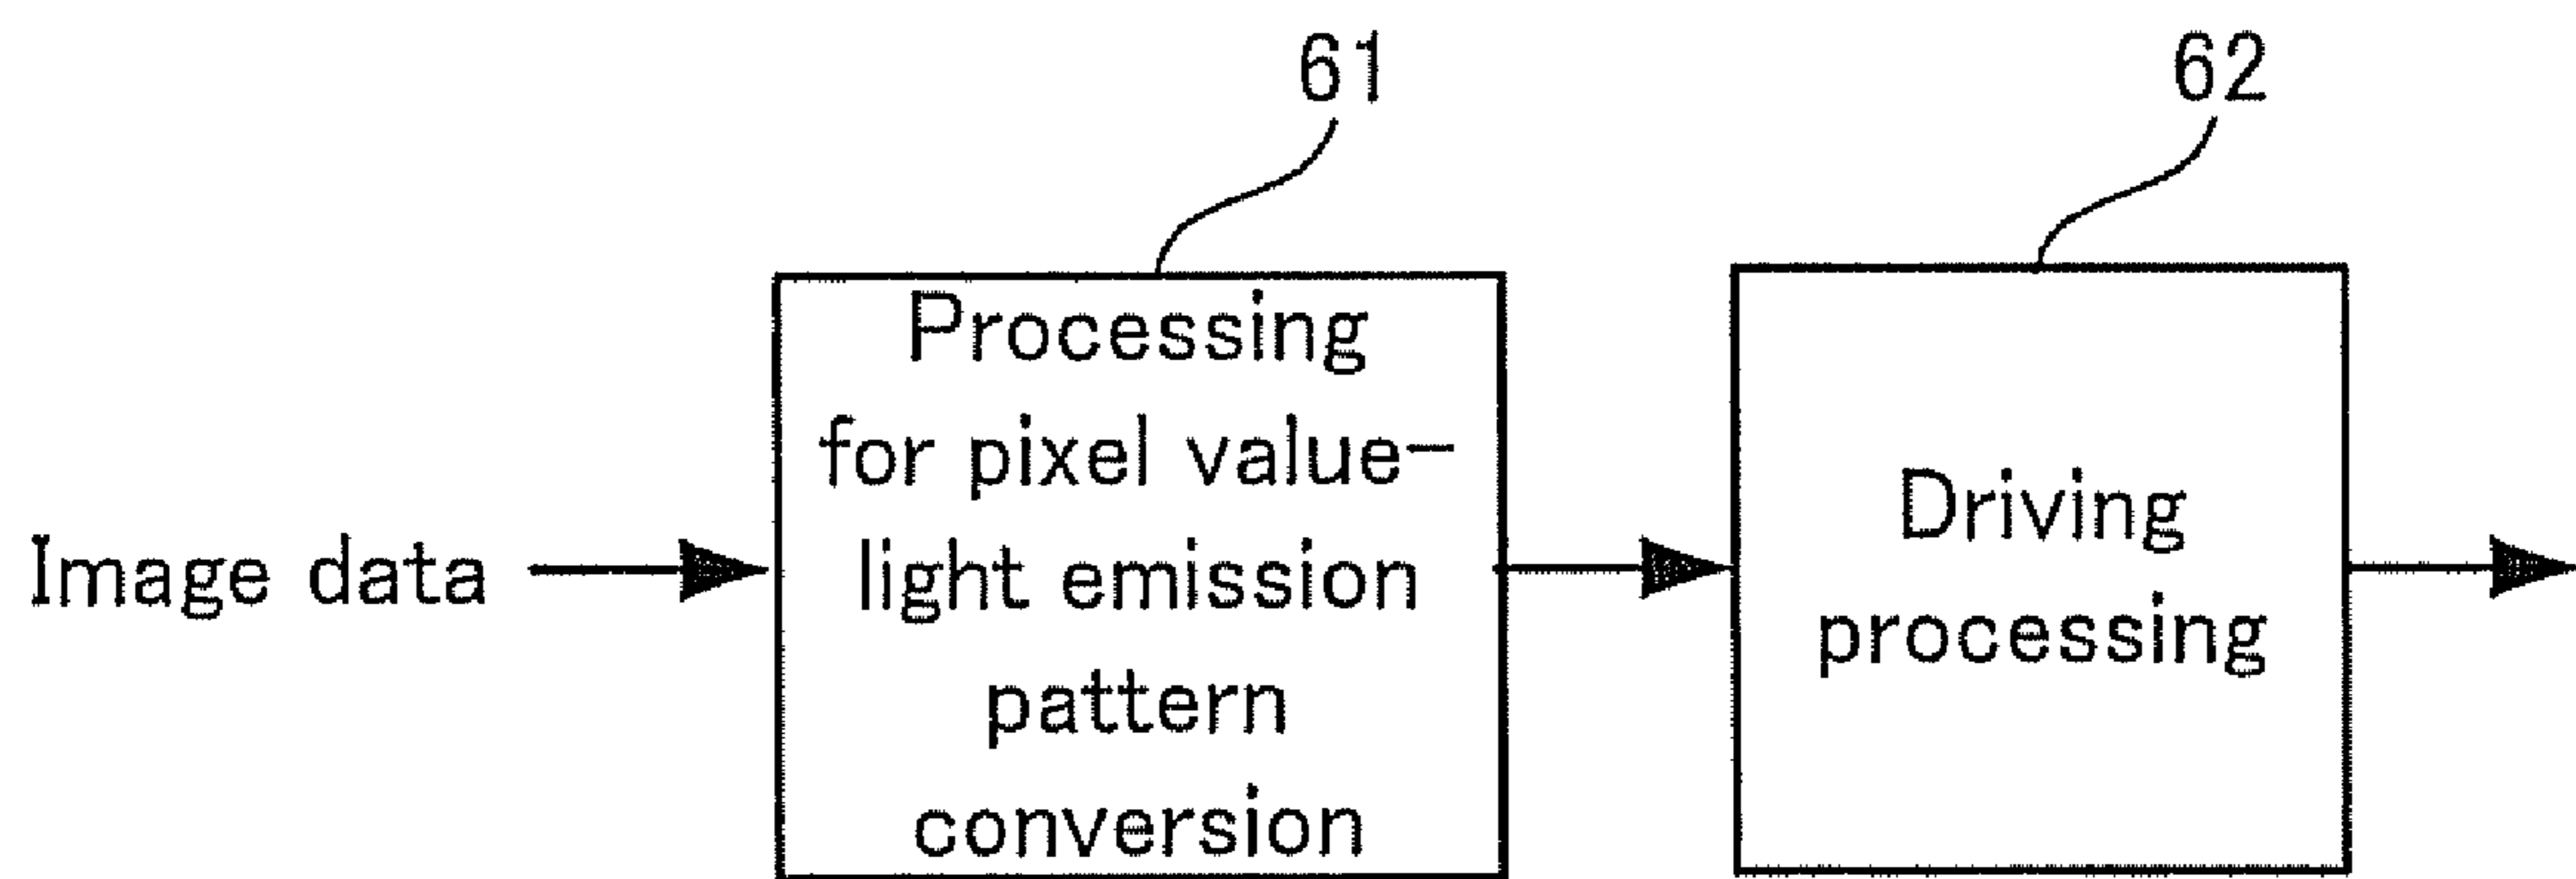 61
62
Image data
Processing
for pixel value-
light emission
pattern
conversion
Driving
processing